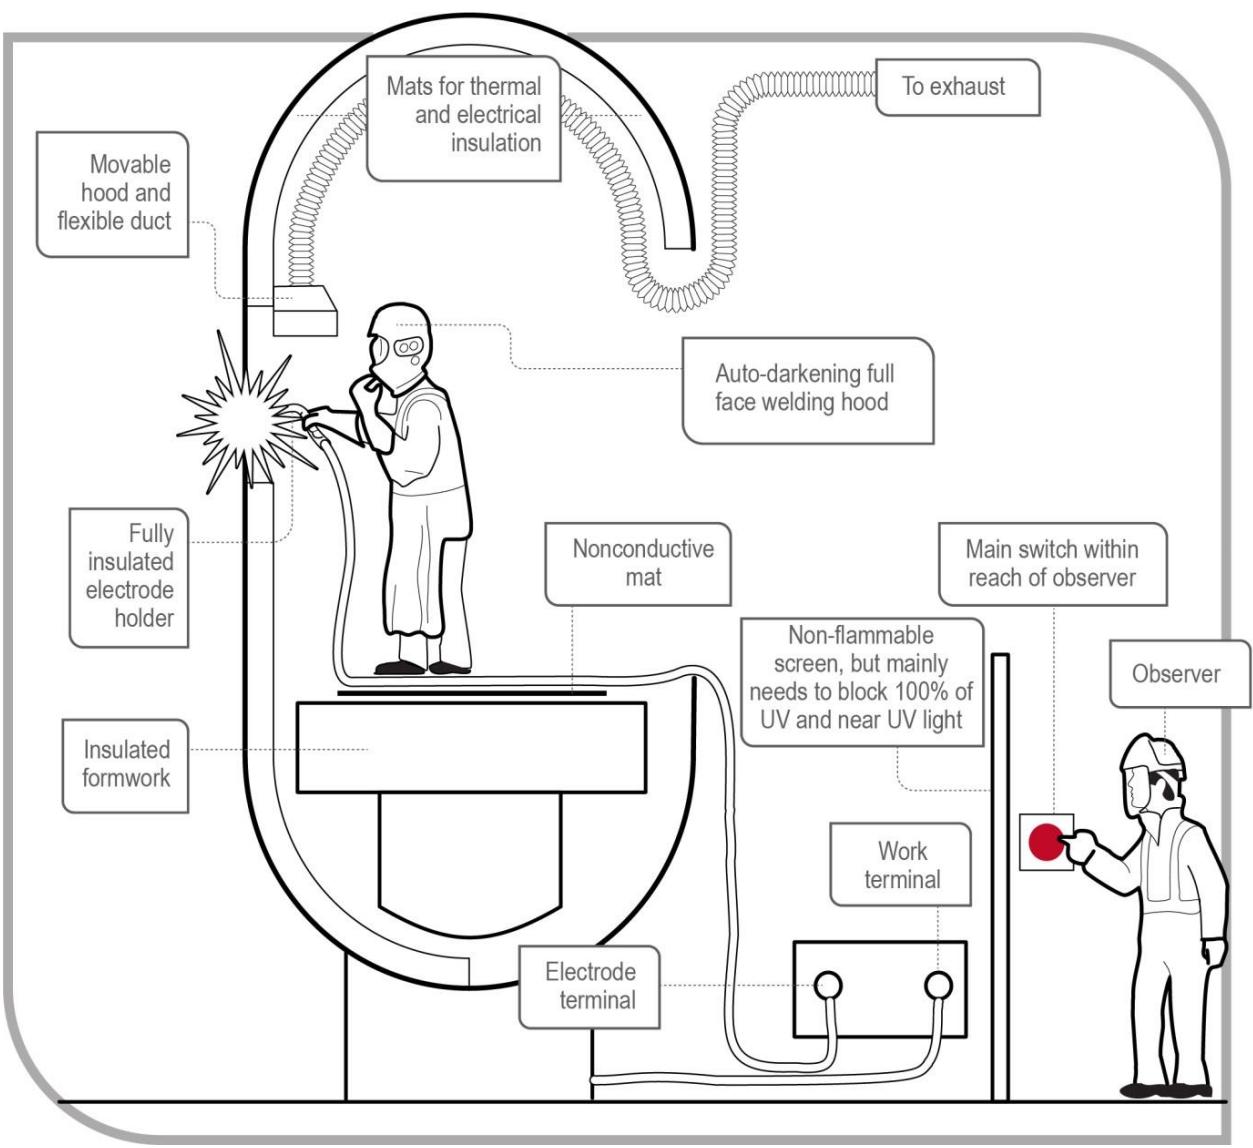 Mats for thermal
and electrical
insulation
To exhaust
Movable
hood and
flexible duct
Auto-darkening full
face welding hood
Fully
insulated
electrode
holder
Nonconductive
mat
Main switch within
reach of observer
Non-flammable
screen, but mainly
needs to block 100% of
UV and near UV light
Observer
Insulated
formwork
Work
terminal
Electrode
terminal